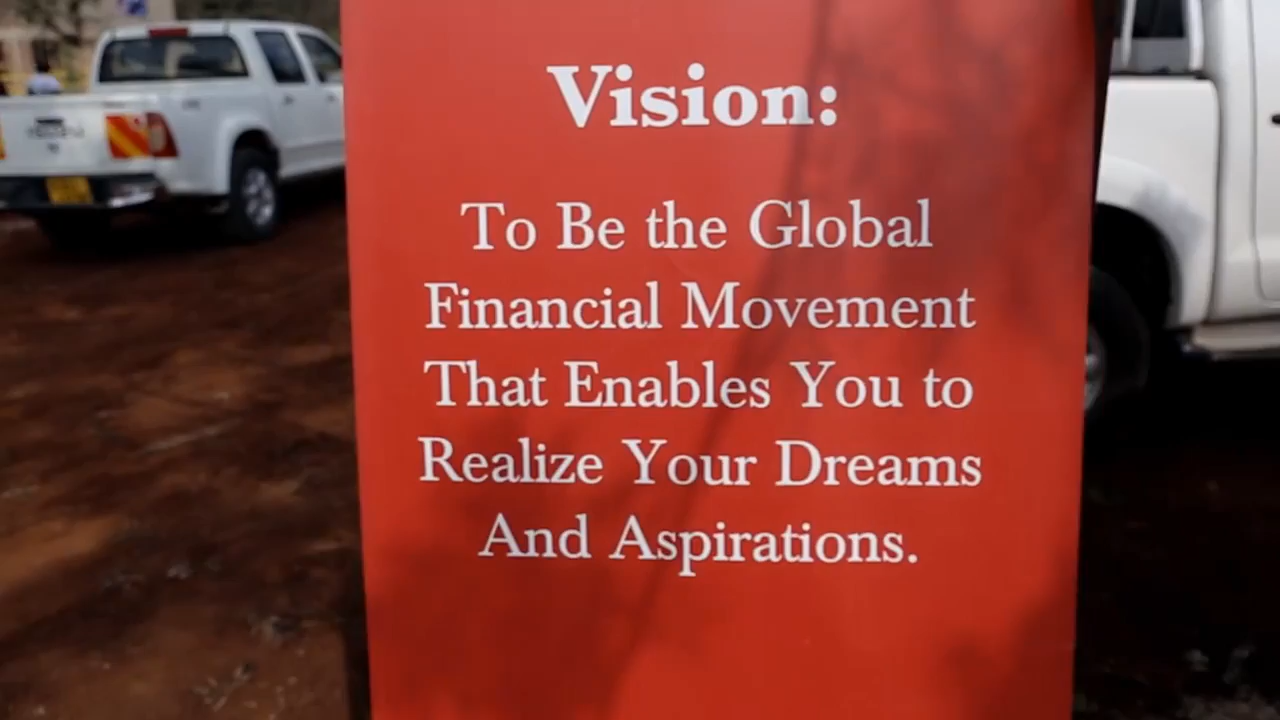 Vision:
To Be the Global
Financial Movement
That Enables You to
Realize Your Dreams
And Aspirations.